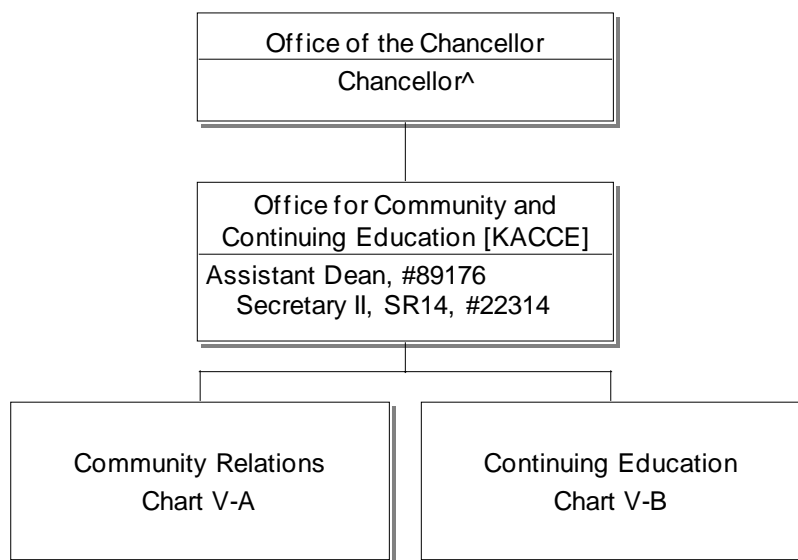 Office of the Chancellor
Chancellor^
Office for Community and
Continuing Education [KACCE]
Assistant Dean, #89176
Secretary II, SR14, #22314
Community Relations
Chart V-A
Continuing Education
Chart V-B